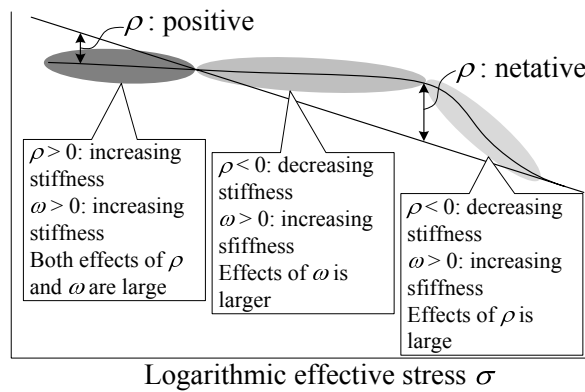 ρ : positive
ρ : netative
ρ > 0: increasing
stiffness
ω > 0: increasing
stiffness
Both effects of ρ
and ω are large
ρ < 0: decreasing
stiffness
ω > 0: increasing
sfiffness
Effects of ω is
larger
ρ < 0: decreasing
stiffness
ω > 0: increasing
sfiffness
Effects of ρ is
large
Logarithmic effective stress σ